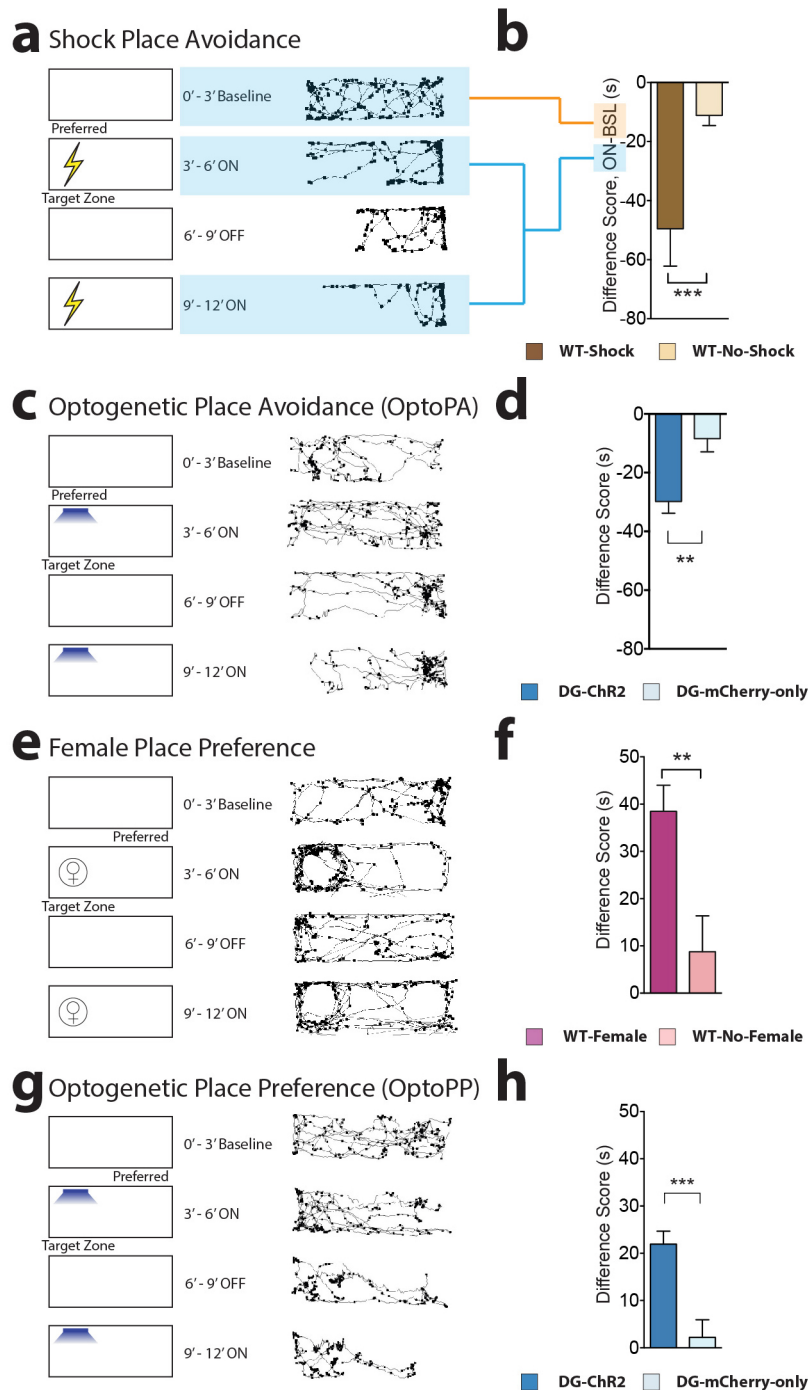 a Shock Place Avoidance
0’ - 3’ Baseline
Preferred
3’ - 6’ ON
Target Zone
6’ - 9’ OFF
9’ - 12’ ON
b
Difference Score, ON-BSL (s)
0
-20
-40
-60
-80
***
WT-Shock WT-No-Shock
c Optogenetic Place Avoidance (OptoPA)
0’ - 3’ Baseline
Preferred
3’ - 6’ ON
Target Zone
6’ - 9’ OFF
9’ - 12’ ON
d
Difference Score (s)
0
-20
-40
-60
-80
**
DG-ChR2 DG-mCherry-only
e Female Place Preference
0’ - 3’ Baseline
Preferred
3’ - 6’ ON
Target Zone
6’ - 9’ OFF
9’ - 12’ ON
f
Difference Score (s)
50
40
30
20
10
0
**
WT-Female WT-No-Female
g Optogenetic Place Preference (OptoPP)
0’ - 3’ Baseline
Preferred
3’ - 6’ ON
Target Zone
6’ - 9’ OFF
9’ - 12’ ON
h
Difference Score (s)
50
40
30
20
10
0
***
DG-ChR2 DG-mCherry-only